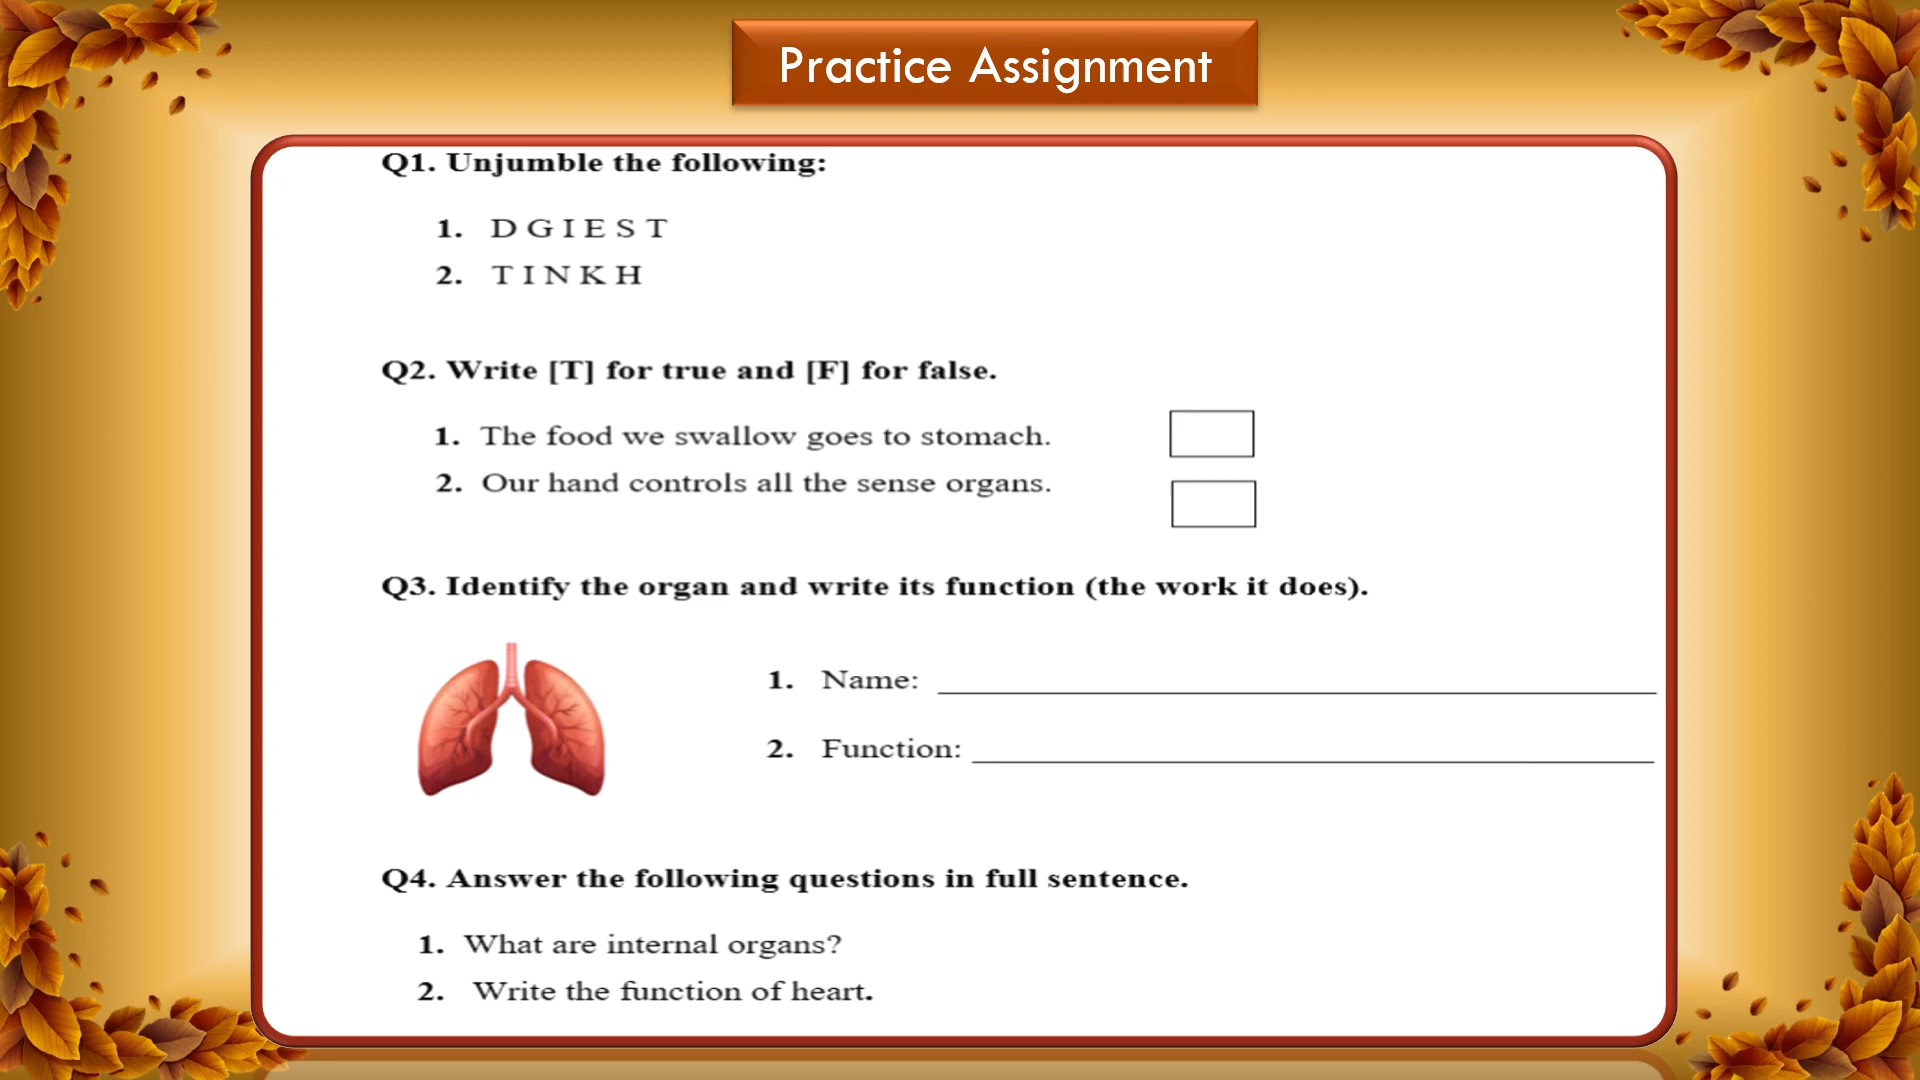 Practice Assignment
Q1. Unjumble the following:
1. D G I E S T
2. T I N K H
Q2. Write [T] for true and [F] for false.
1. The food we swallow goes to stomach.
2. Our hand controls all the sense organs.
Q3. Identify the organ and write its function (the work it does).
1. Name: ____________________
2. Function: ____________________
Q4. Answer the following questions in full sentence.
1. What are internal organs?
2. Write the function of heart.